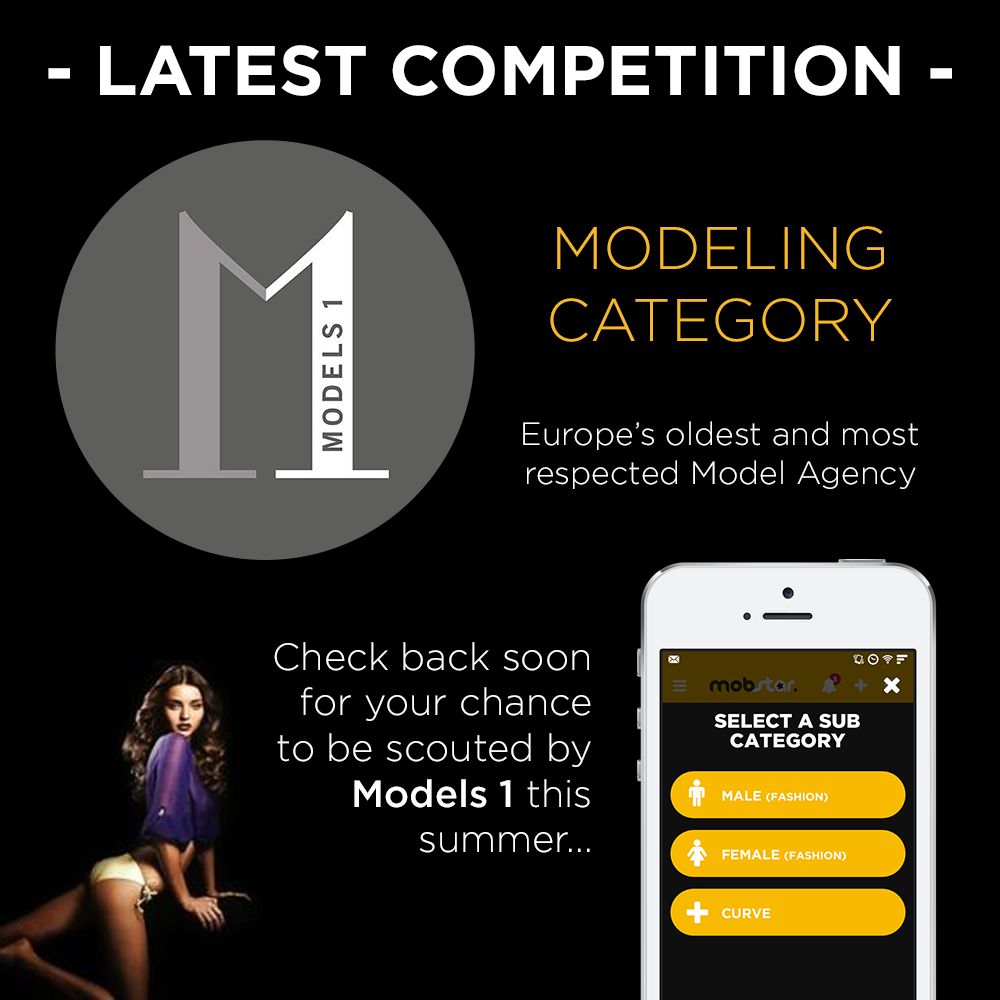 - LATEST COMPETITION -
MODELS 1
MODELING
CATEGORY
Europe's oldest and most
respected Model Agency
Check back soon
for your chance
to be scouted by
Models 1 this
summer...
mobstar.
1
SELECT A SUB
CATEGORY
MALE (FASHION)
FEMALE (FASHION)
CURVE